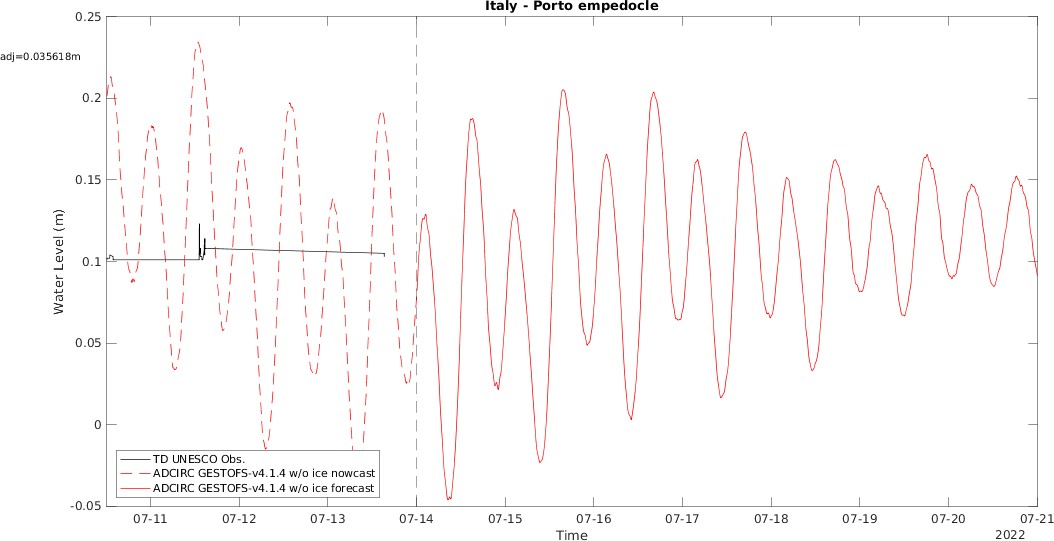 Italy - Porto empedocle
adj=0.035618m
0.25
0.2
0.15
0.1
0.05
0
-0.05
Water Level (m)
TD UNESCO Obs.
ADCIRC GESTOFS-v4.1.4 w/o ice nowcast
ADCIRC GESTOFS-v4.1.4 w/o ice forecast
07-11 07-12 07-13 07-14 07-15 07-16 07-17 07-18 07-19 07-20 07-21
Time
2022